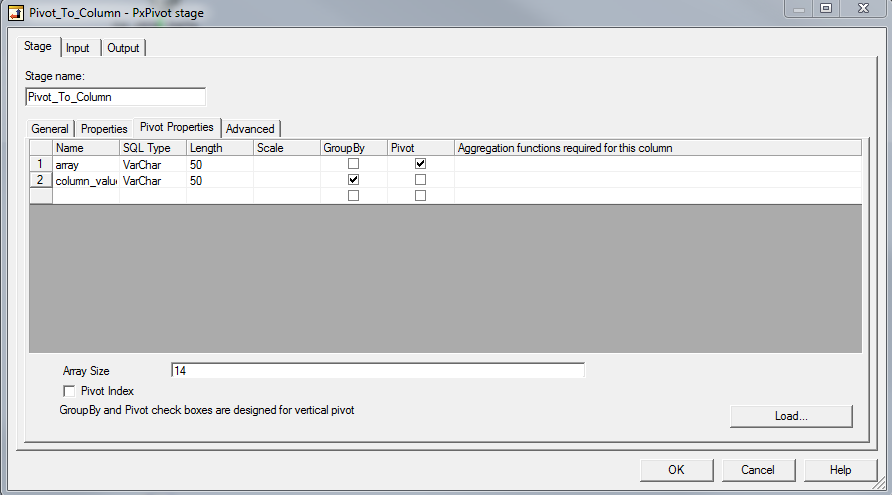 Pivot_To_Column - PxPivot stage
Stage Input Output
Stage name:
Pivot_To_Column
General Properties Pivot Properties Advanced
Name SQL Type Length Scale GroupBy Pivot Aggregation functions required for this column
1 array VarChar 50
2 column_value VarChar 50
Array Size 14
Pivot Index
GroupBy and Pivot check boxes are designed for vertical pivot
Load...
OK Cancel Help